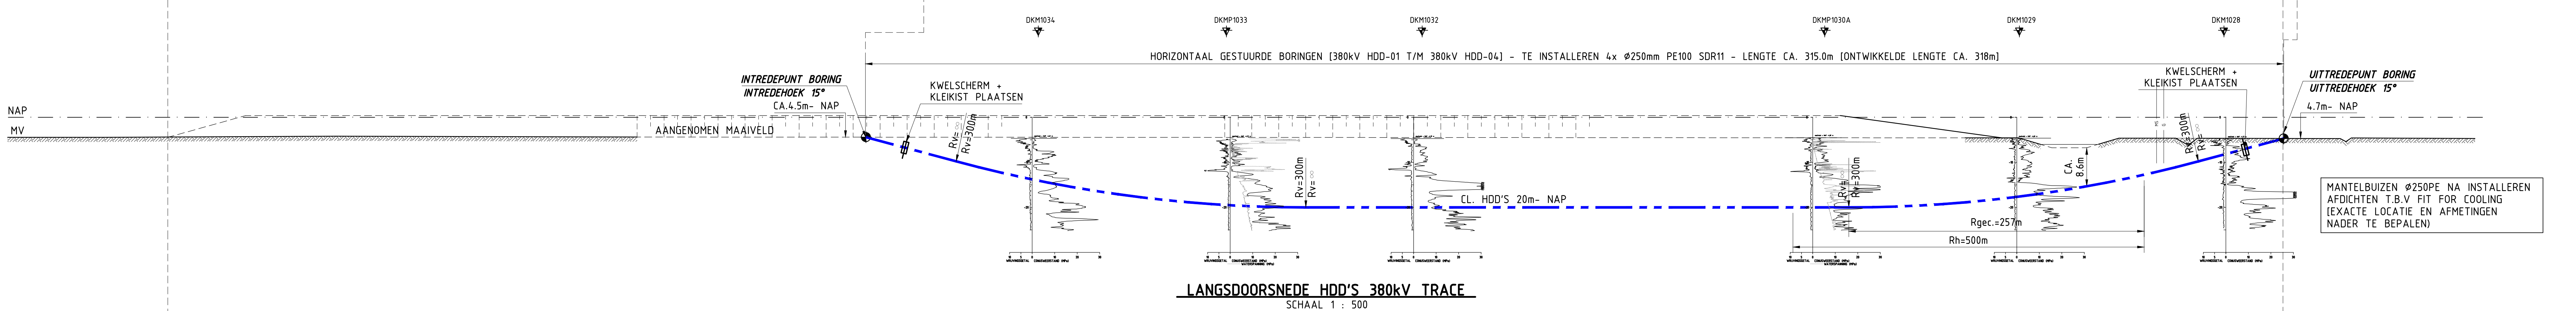 DKM1034
DKMP1033
DKM1032
DKMP1030A
DKM1029
DKM1028
HORIZONTAAL GESTUURDE BORINGEN [380kV HDD-01 T/M 380kV HDD-04] - TE INSTALLEREN 4x Ø250mm PE100 SDR11 - LENGTE CA. 315.0m [ONTWIKKELDE LENGTE CA. 318m]
INTREDEPUNT BORING
INTREDEHOEK 15°
CA.4.5m- NAP
KWELSCHERM +
KLEIKIST PLAATSEN
KWELSCHERM +
KLEIKIST PLAATSEN
UITTREDEPUNT BORING
UITTREDEHOEK 15°
4.7m- NAP
NAP
MV
AANGENOMEN MAAIVELD
Rv=∞
Rv=300m
Rv=300m
Rv=∞
Rv=∞
Rv=300m
CA.
8.6m
Rv=300m
Rv=∞
CL. HDD'S 20m- NAP
Rgec.=257m
Rh=500m
MANTELBUIZEN Ø250PE NA INSTALLEREN
AFDICHTEN T.B.V FIT FOR COOLING
[EXACTE LOCATIE EN AFMETINGEN
NADER TE BEPALEN)
LANGSDOORSNEDE HDD'S 380kV TRACE
SCHAAL 1 : 500